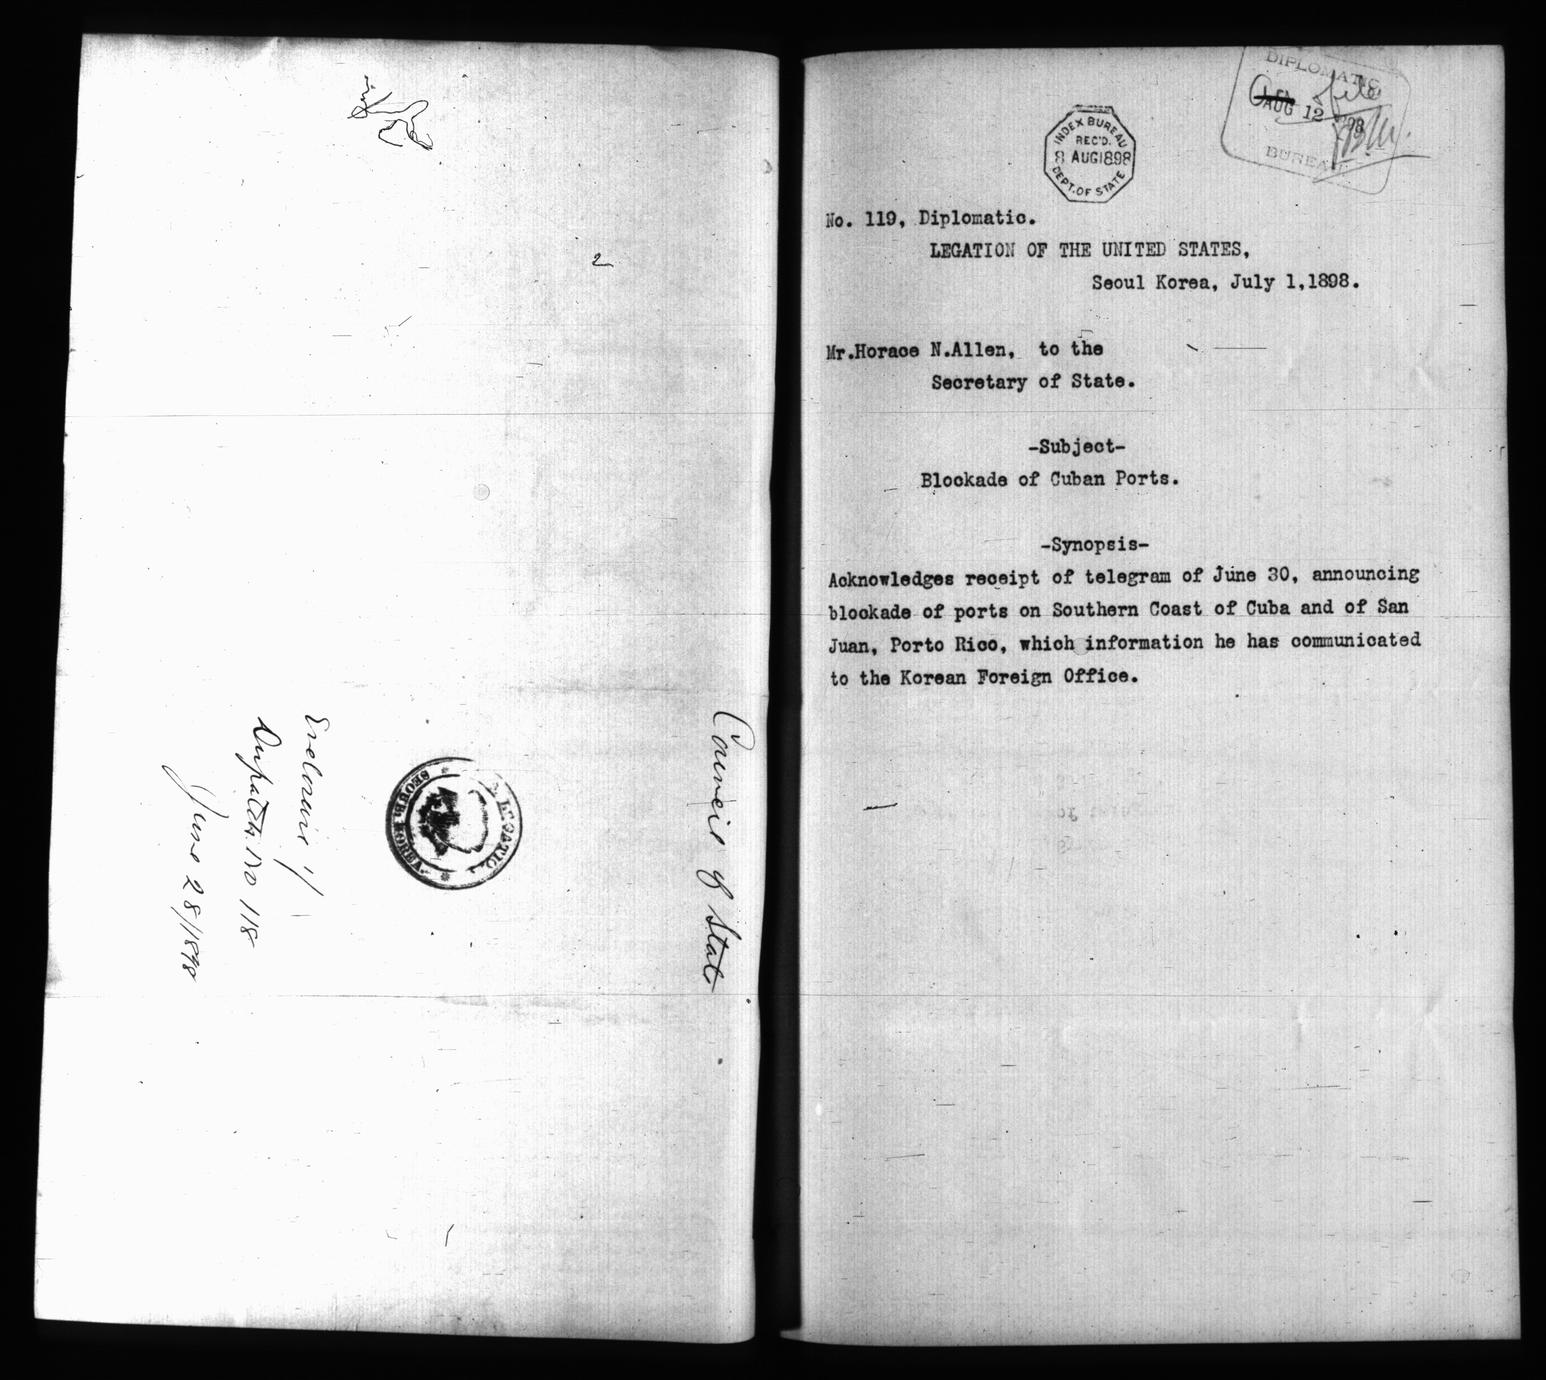 2
Council of State
Enclosure 1/
Dispatch No 118
June 28/1898
DIPLOMATIC
AUG 12 98
BUREAU
file
INDEX BUREAU
REC'D.
8 AUG 1898
DEPT. OF STATE
No. 119, Diplomatic.
LEGATION OF THE UNITED STATES,
Seoul Korea, July 1,1898.
Mr.Horace N.Allen, to the
Secretary of State.
-Subject-
Blockade of Cuban Ports.
-Synopsis-
Acknowledges receipt of telegram of June 30, announcing
blockade of ports on Southern Coast of Cuba and of San
Juan, Porto Rico, which information he has communicated
to the Korean Foreign Office.